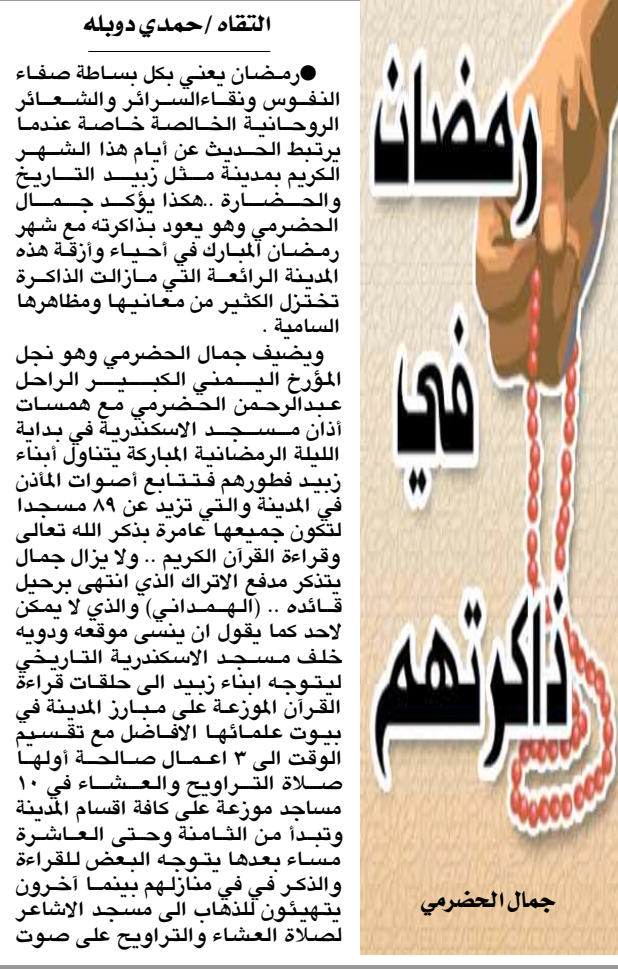 رمضان
في
ذاكرتهم
جمال الحضرمي
التقاه /حمدي دوبله
●رمضان يعني بكل بساطة صفاء
النفوس ونقاءالسرائر والشعائر
الروحانية الخالصة خاصة عندما
يرتبط الحديث عن أيام هذا الشهر
الكريم بمدينة مثل زبيد التاريخ
والحضارة ..هكذا يؤكد جمال
الحضرمي وهو يعود بذاكرته مع شهر
رمضان المبارك في أحياء وأزقة هذه
المدينة الرائعة التي مازالت الذاكرة
تختزل الكثير من معانيها ومظاهرها
السامية .
ويضيف جمال الحضرمي وهو نجل
المؤرخ اليمني الكبير الراحل
عبدالرحمن الحضرمي مع همسات
أذان مسجد الاسكندرية في بداية
الليلة الرمضانية المباركة يتناول أبناء
زبيد فطورهم فتتابع أصوات المأذن
في المدينة والتي تزيد عن ٨٩ مسجدا
لتكون جميعها عامرة بذكر الله تعالى
وقراءة القرآن الكريم .. ولا يزال جمال
يتذكر مدفع الاتراك الذي انتهى برحيل
قائده .. (الهمداني) والذي لا يمكن
لاحد كما يقول ان ينسى موقعه ودويه
خلف مسجد الاسكندرية التاريخي
ليتوجه ابناء زبيد الى حلقات قراءة
القرآن الموزعة على مبارز المدينة في
بيوت علمائها الافاضل مع تقسيم
الوقت الى ٣ اعمال صالحة أولها
صلاة التراويح والعشاء في ١٠
مساجد موزعة على كافة اقسام المدينة
وتبدأ من الثامنة وحتى العاشرة
مساء بعدها يتوجه البعض للقراءة
والذكر في في منازلهم بينما آخرون
يتهيئون للذهاب الى مسجد الاشاعر
لصلاة العشاء والتراويح على صوت